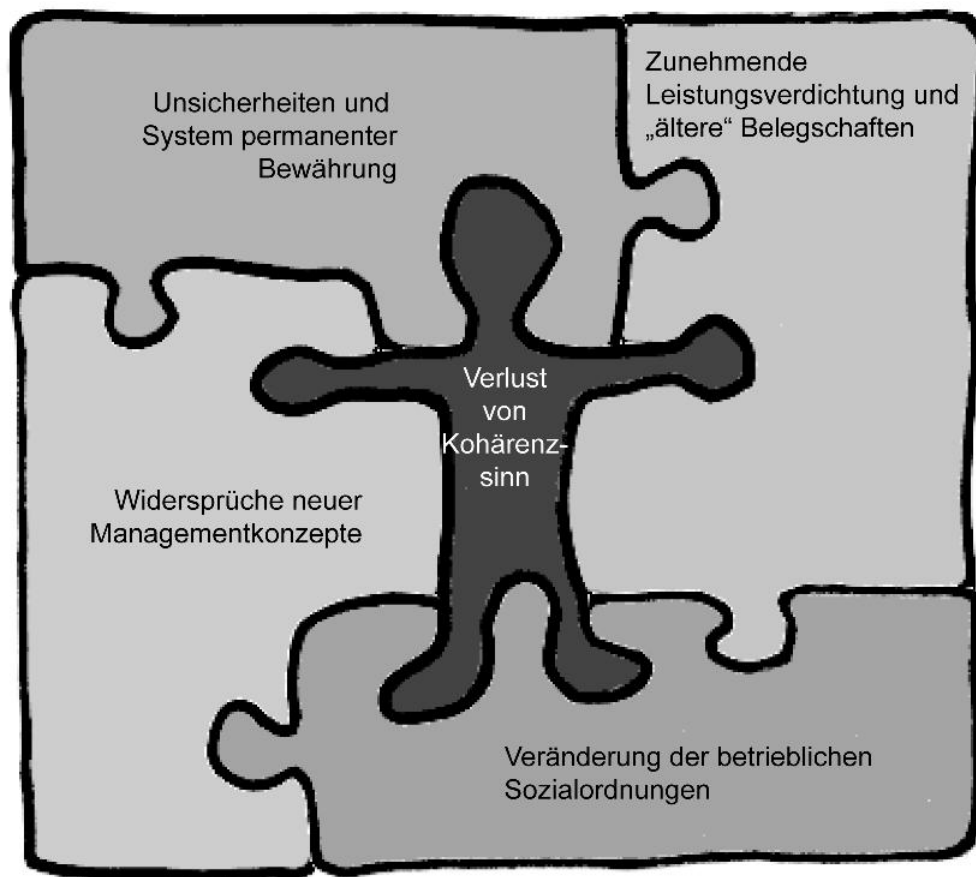 Unsicherheiten und
System permanenter
Bewährung
Zunehmende
Leistungsverdichtung und
„ältere“ Belegschaften
Verlust
von
Kohärenz-
sinn
Widersprüche neuer
Managementkonzepte
Veränderung der betrieblichen
Sozialordnungen